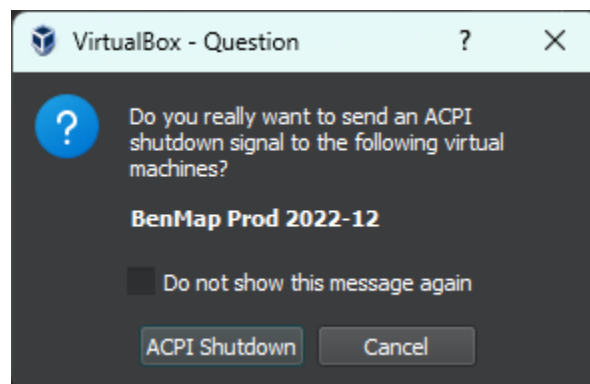 VirtualBox - Question ?
?
Do you really want to send an ACPI
shutdown signal to the following virtual
machines?
BenMap Prod 2022-12
Do not show this message again
ACPI Shutdown Cancel